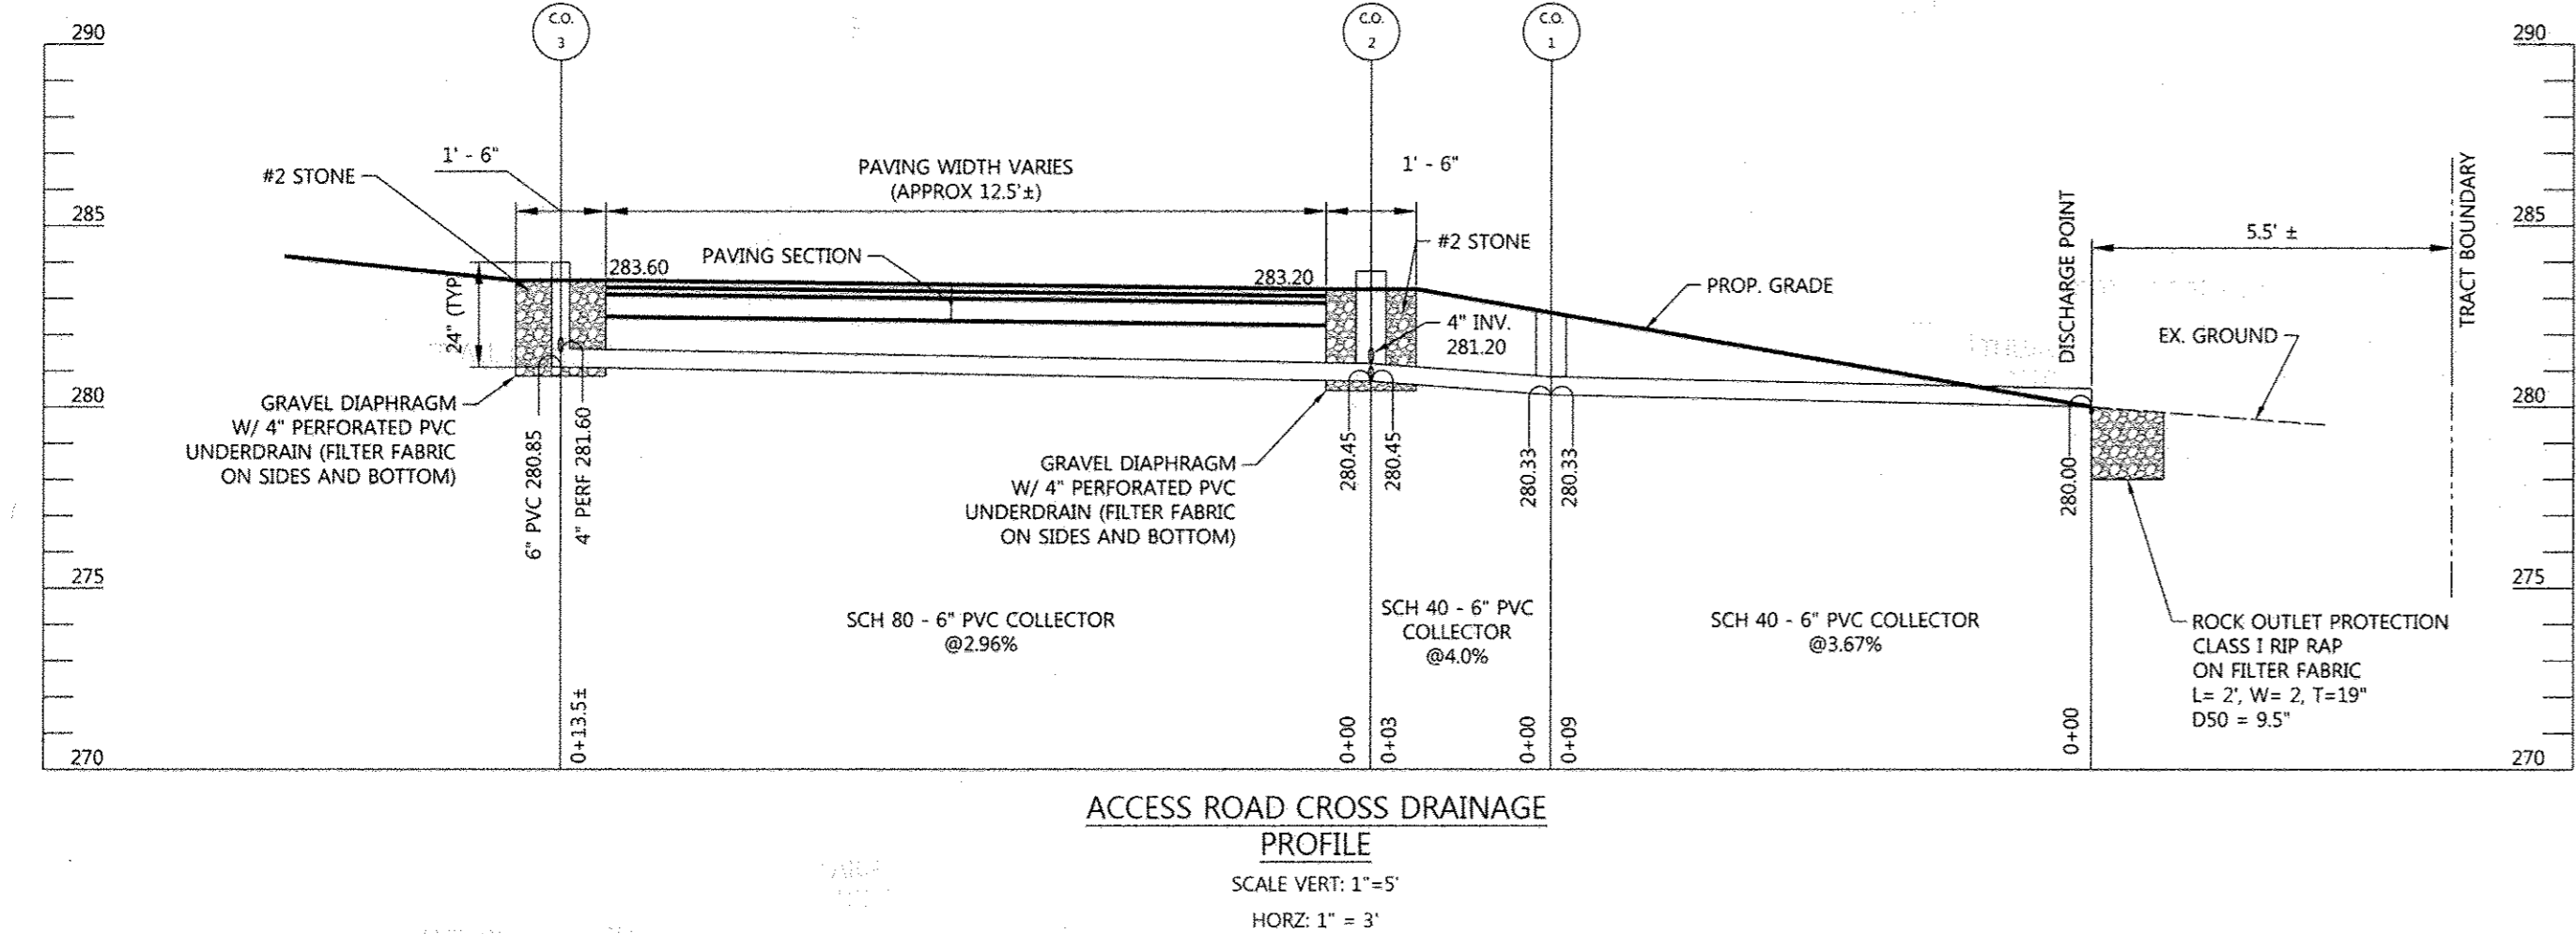 C.O.
3
C.O.
2
C.O.
1
290
290
285
285
280
280
275
275
270
270
#2 STONE
1' - 6"
PAVING WIDTH VARIES
(APPROX 12.5'±)
1' - 6"
#2 STONE
PAVING SECTION
283.60
283.20
24" (TYP)
4" INV.
281.20
PROP. GRADE
DISCHARGE POINT
5.5' ±
TRACT BOUNDARY
EX. GROUND
GRAVEL DIAPHRAGM
W/ 4" PERFORATED PVC
UNDERDRAIN (FILTER FABRIC
ON SIDES AND BOTTOM)
6" PVC 280.85
4" PERF 281.60
GRAVEL DIAPHRAGM
W/ 4" PERFORATED PVC
UNDERDRAIN (FILTER FABRIC
ON SIDES AND BOTTOM)
280.45
280.45
280.33
280.33
280.00
SCH 80 - 6" PVC COLLECTOR
@2.96%
SCH 40 - 6" PVC
COLLECTOR
@4.0%
SCH 40 - 6" PVC COLLECTOR
@3.67%
ROCK OUTLET PROTECTION
CLASS I RIP RAP
ON FILTER FABRIC
L= 2', W= 2, T=19"
D50 = 9.5"
0+13.5±
0+00
0+03
0+00
0+09
0+00
ACCESS ROAD CROSS DRAINAGE
PROFILE
SCALE VERT: 1"=5'
HORZ: 1" = 3'